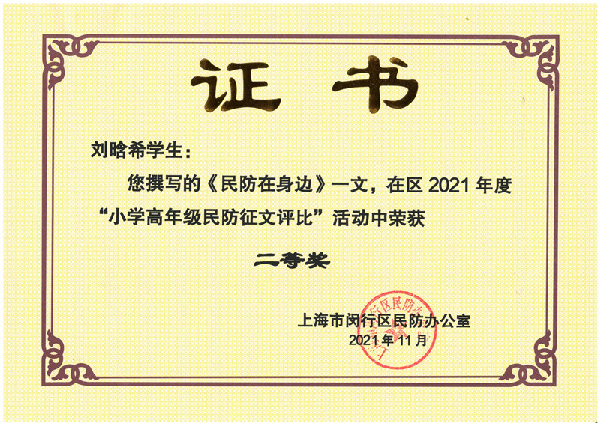 证书
刘晗希学生：
您撰写的《民防在身边》一文，在区 2021 年度
“小学高年级民防征文评比”活动中荣获
二等奖
上海市闵行区民防办公室
2021 年 11 月